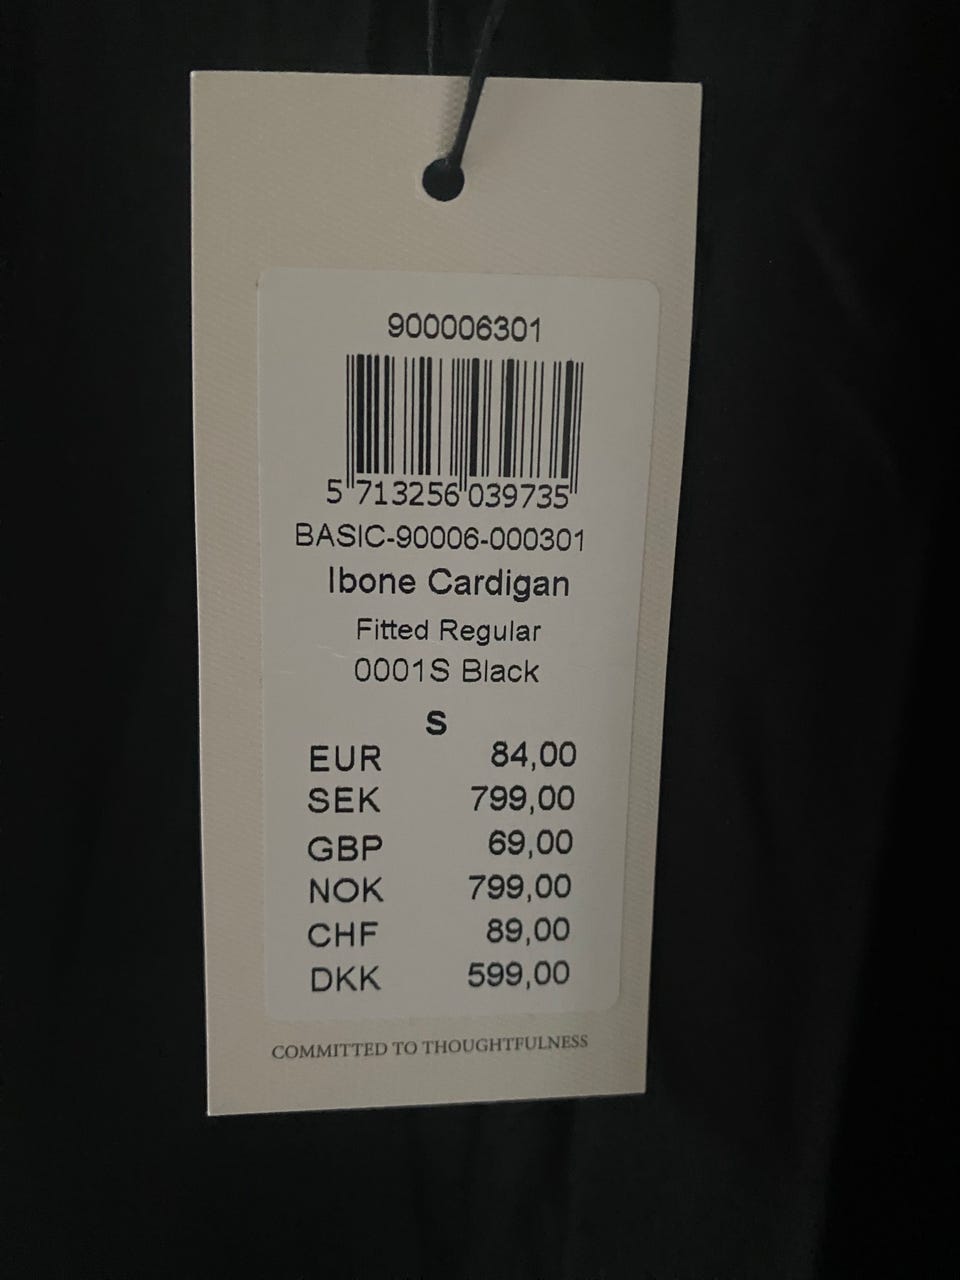 900006301
5 713256 039735
BASIC-90006-000301
Ibone Cardigan
Fitted Regular
0001S Black
S
EUR 84,00
SEK 799,00
GBP 69,00
NOK 799,00
CHF 89,00
DKK 599,00
COMMITTED TO THOUGHTFULNESS